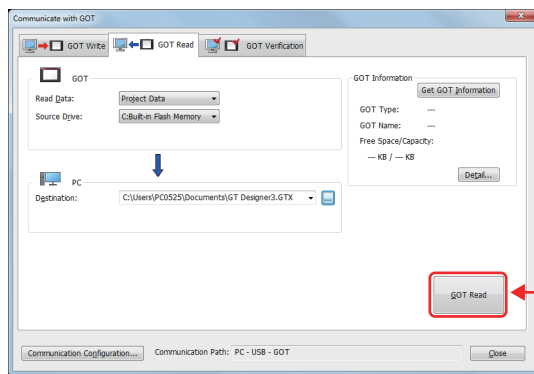 Communicate with GOT
GOT Write
GOT Read
GOT Verification
GOT
Read Data:
Project Data
Source Drive:
C:Built-in Flash Memory
PC
Destination:
C:\Users\PC0525\Documents\GT Designer3.GTX
...
GOT Information
Get GOT Information
GOT Type: ---
GOT Name: ---
Free Space/Capacity:
--- KB / --- KB
Detail...
GOT Read
Communication Configuration...
Communication Path: PC - USB - GOT
Close